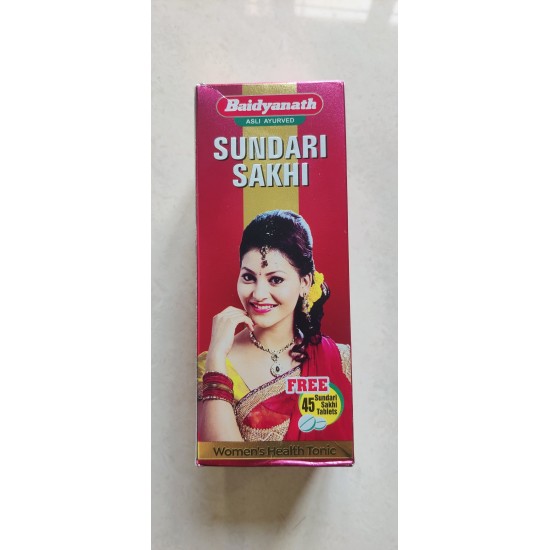 Baidyanath
ASLI AYURVED
SUNDARI
SAKHI
FREE
45 Sundari
Sakhi
Tablets
Women's Health Tonic